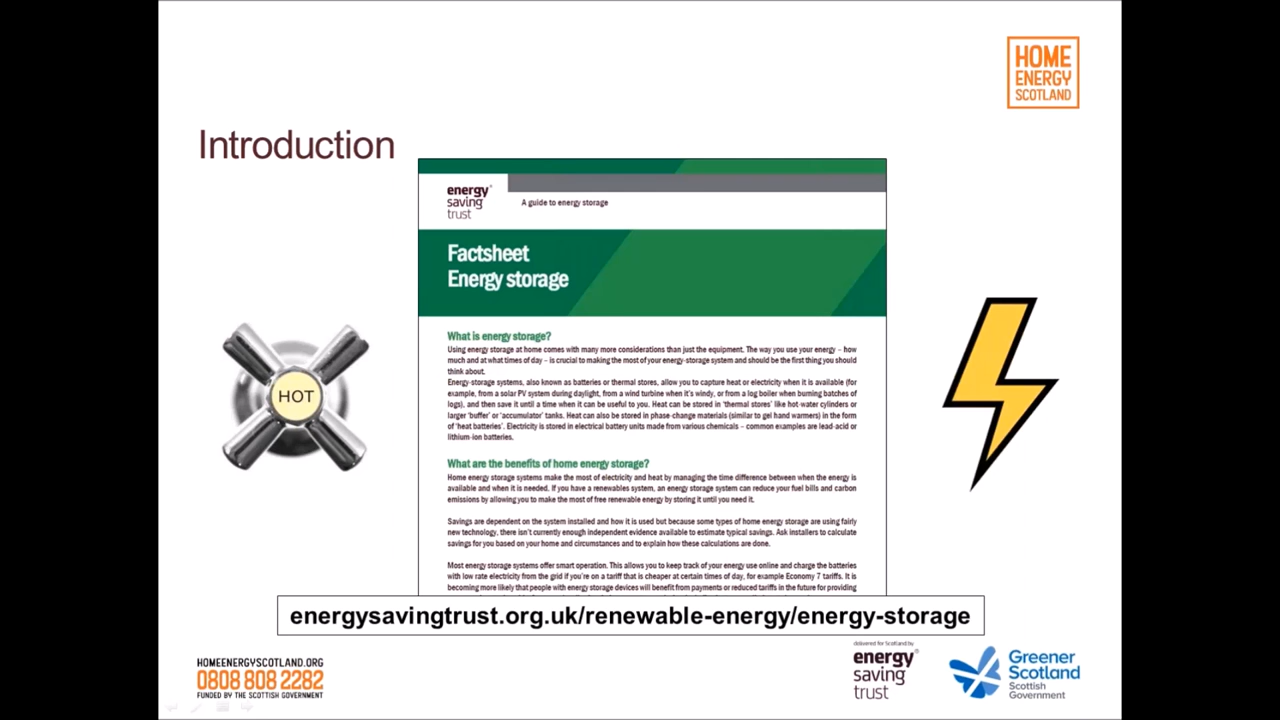 HOME
ENERGY
SCOTLAND
Introduction
energy
saving
trust
A guide to energy storage
Factsheet
Energy storage
What is energy storage?
Using energy storage at home comes with many more considerations than just the equipment. The way you use your energy – how
much and at what times of day – is crucial to making the most of your energy-storage system and should be the first thing you should
think about.
Energy-storage systems, also known as batteries or thermal stores, allow you to capture heat or electricity when it is available (for
example, from a solar PV system during daylight, from a wind turbine when it's windy, or from a log boiler when burning batches of
logs), and then save it until a time when it can be useful to you. Heat can be stored in 'thermal stores' like hot-water cylinders or
larger 'buffer' or 'accumulator' tanks. Heat can also be stored in phase-change materials (similar to gel hand warmers) in the form
of 'heat batteries'. Electricity is stored in electrical battery units made from various chemicals – common examples are lead-acid or
lithium-ion batteries.
What are the benefits of home energy storage?
Home energy storage systems make the most of electricity and heat by managing the time difference between when the energy is
available and when it is needed. If you have a renewables system, an energy storage system can reduce your fuel bills and carbon
emissions by allowing you to make the most of free renewable energy by storing it until you need it.
Savings are dependent on the system installed and how it is used but because some types of home energy storage are using fairly
new technology, there isn't currently enough independent evidence available to estimate typical savings. Ask installers to calculate
savings for you based on your home and circumstances and to explain how these calculations are done.
Most energy storage systems offer smart operation. This allows you to keep track of your energy use online and charge the batteries
with low rate electricity from the grid if you're on a tariff that is cheaper at certain times of day, for example Economy 7 tariffs. It is
becoming more likely that people with energy storage devices will benefit from payments or reduced tariffs in the future for providing
HOT
energysavingtrust.org.uk/renewable-energy/energy-storage
HOMEENERGYSCOTLAND.ORG
0808 808 2282
FUNDED BY THE SCOTTISH GOVERNMENT
delivered for Scotland by
energy
saving
trust
Greener
Scotland
Scottish
Government